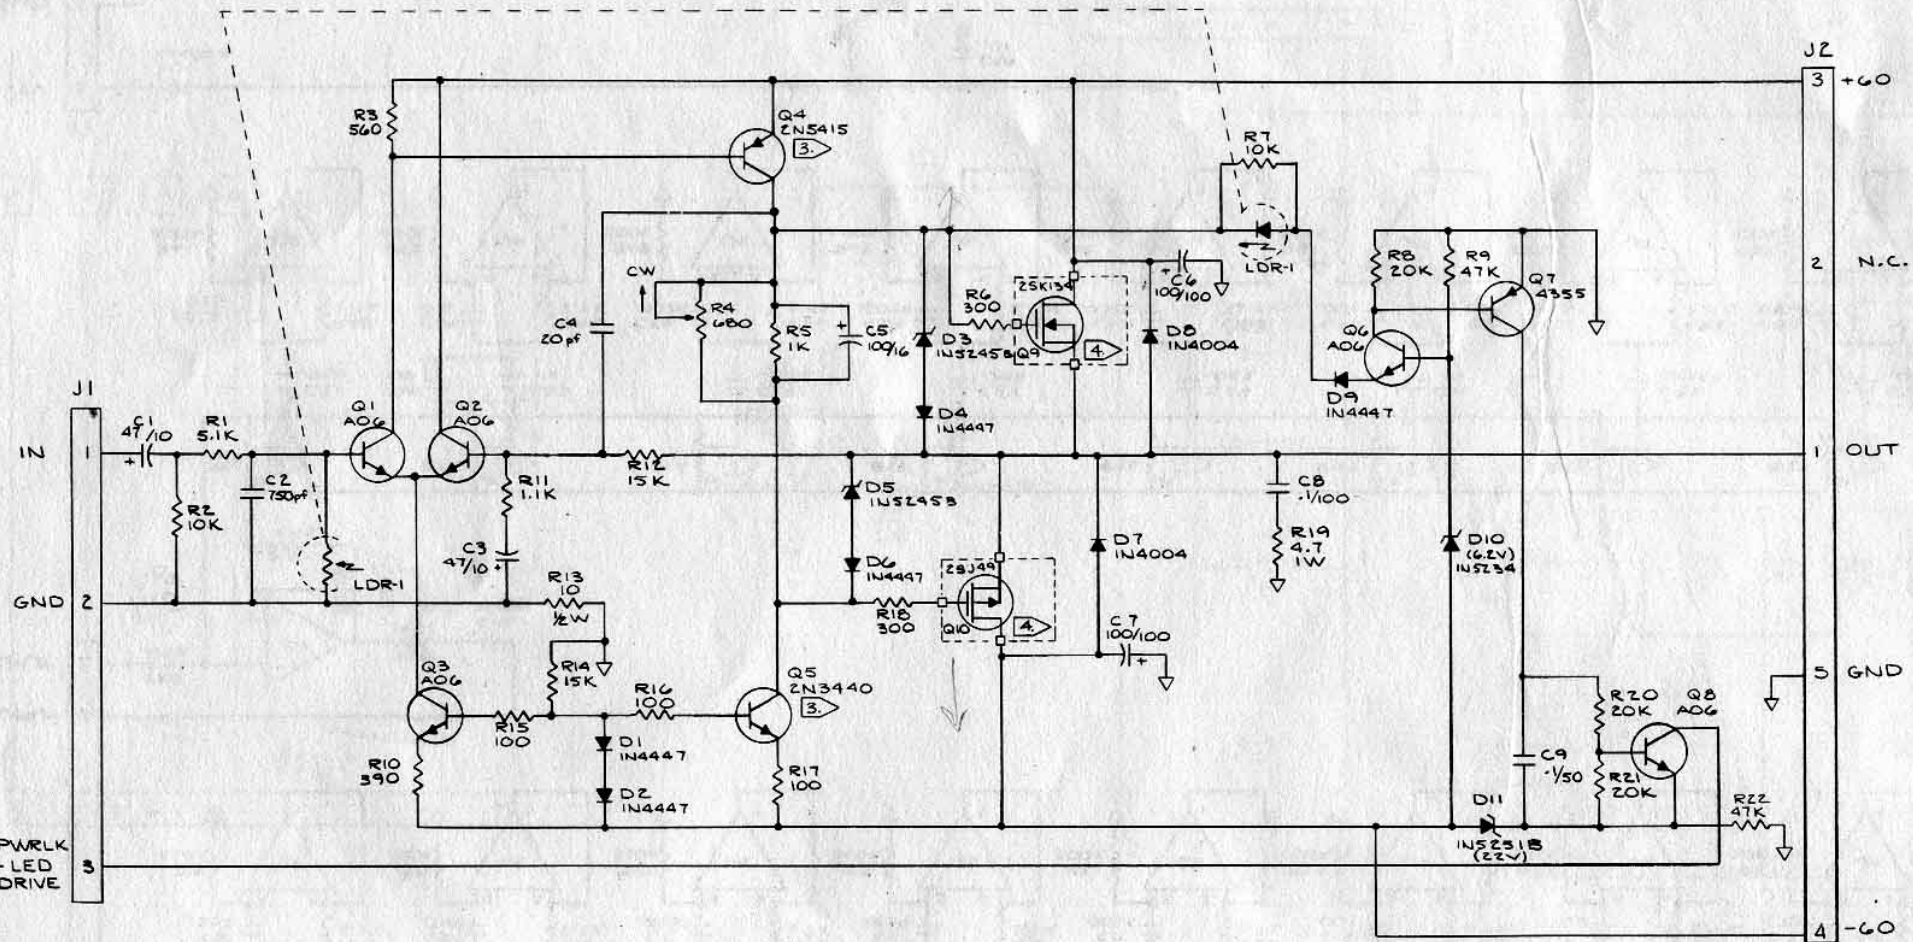 J2
3 +60
R3
560
Q4
2N5415
3.
R7
10K
LDR-1
2 N.C.
R8
20K
R9
47K
Q7
4355
CW
R4
680
C4
20pf
R5
1K
C5
100/16
R6
300
2SK134
Q9
4.
D3
1N5245B
C6
100/100
D8
1N4004
Q6
A06
D9
1N4447
D4
1N4447
J1
C1
47/10
R1
5.1K
Q1
A06
Q2
A06
IN 1
1 OUT
R12
15K
R11
1.1K
C2
750pf
R2
10K
D5
1N5245B
C8
.1/100
R19
4.7
1W
D10
(6.2V)
1N5234
C3
47/10
D6
1N4447
2SJ49
D7
1N4004
LDR-1
GND 2
R13
10
1/2W
R18
300
Q10
4.
C7
100/100
Q3
A06
R14
15K
R16
100
Q5
2N3440
3.
5 GND
R20
20K
Q8
A06
R15
100
D1
1N4447
R10
390
R17
100
D2
1N4447
C9
.1/50
R21
20K
D11
1N5251B
(22V)
R22
47K
PWRLK
-LED
DRIVE
3
4 -60